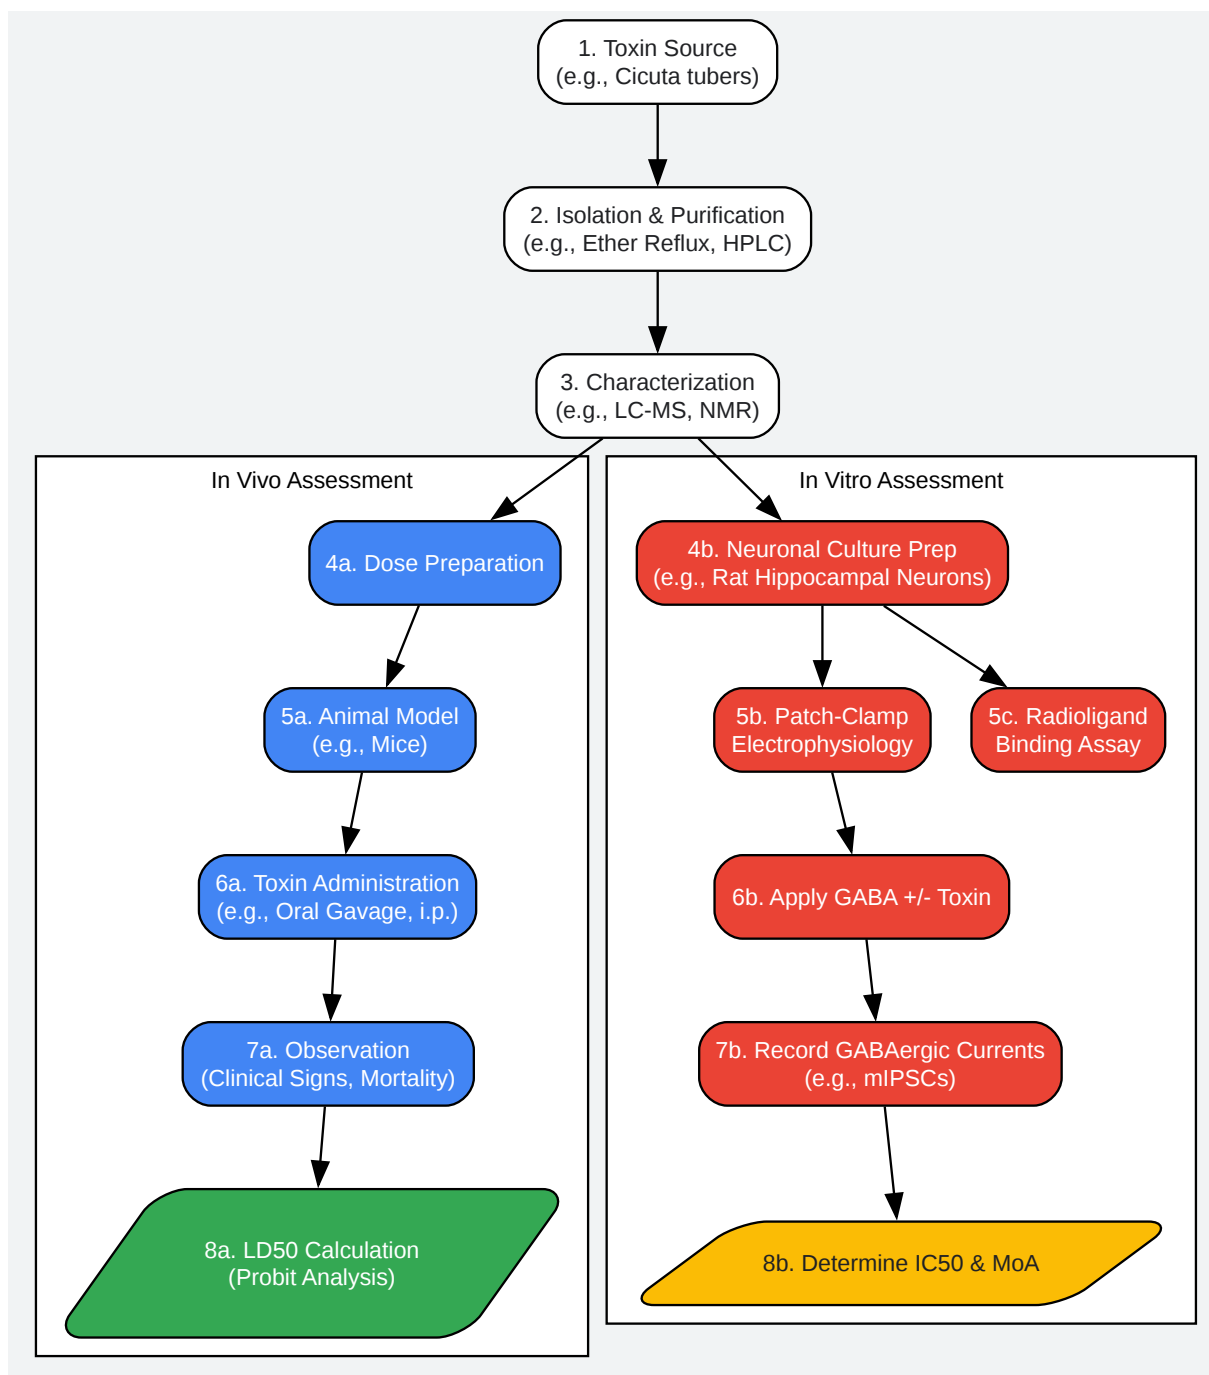 1. Toxin Source
(e.g., Cicuta tubers)
2. Isolation & Purification
(e.g., Ether Reflux, HPLC)
3. Characterization
(e.g., LC-MS, NMR)
In Vivo Assessment
4a. Dose Preparation
5a. Animal Model
(e.g., Mice)
6a. Toxin Administration
(e.g., Oral Gavage, i.p.)
7a. Observation
(Clinical Signs, Mortality)
8a. LD50 Calculation
(Probit Analysis)
In Vitro Assessment
4b. Neuronal Culture Prep
(e.g., Rat Hippocampal Neurons)
5b. Patch-Clamp
Electrophysiology
5c. Radioligand
Binding Assay
6b. Apply GABA +/- Toxin
7b. Record GABAergic Currents
(e.g., mIPSCs)
8b. Determine IC50 & MoA